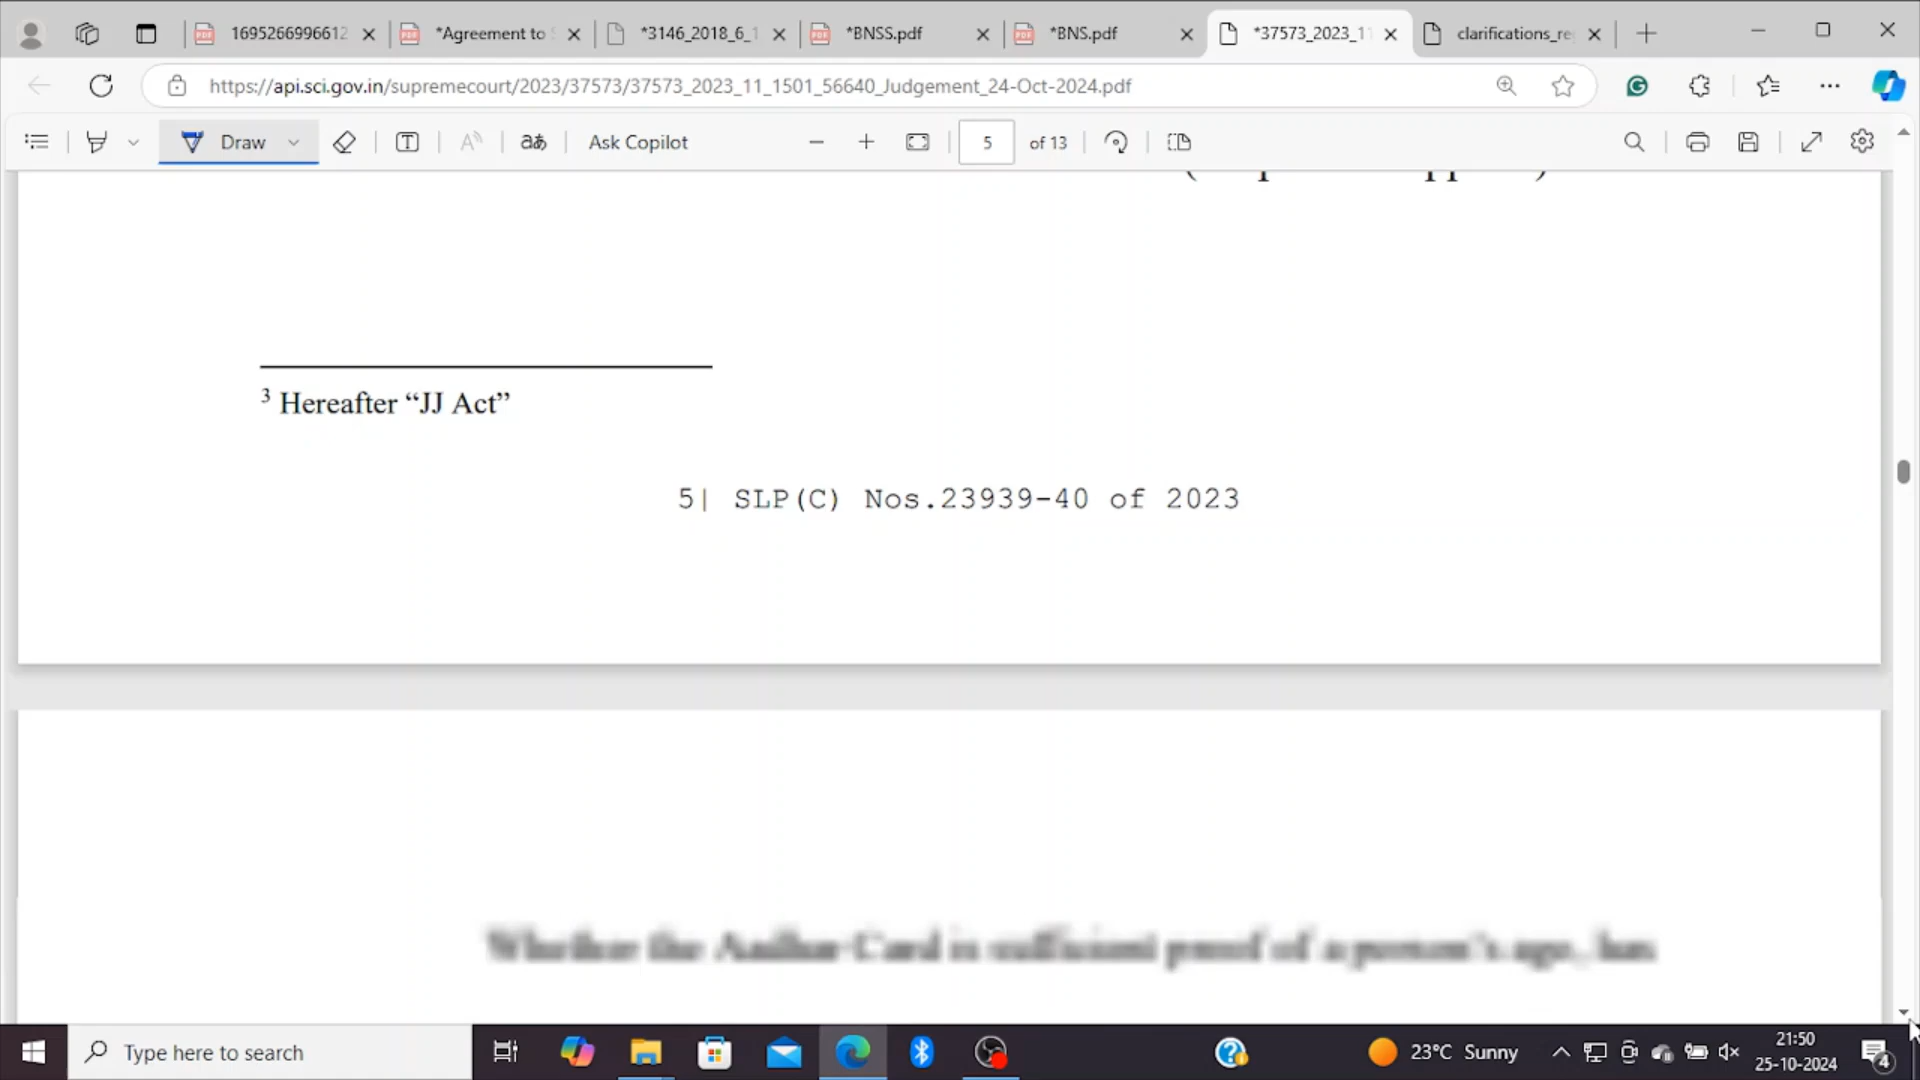 1695266996612
*Agreement to S
*3146_2018_6_1
*BNSS.pdf
*BNS.pdf
*37573_2023_11
clarifications_re
https://api.sci.gov.in/supremecourt/2023/37573/37573_2023_11_1501_56640_Judgement_24-Oct-2024.pdf
Draw
Ask Copilot
5 of 13
3 Hereafter “JJ Act”
5| SLP(C) Nos.23939-40 of 2023
Whether the Aadhar Card is sufficient proof of a person's age, has
Type here to search
23°C Sunny
21:50
25-10-2024
4